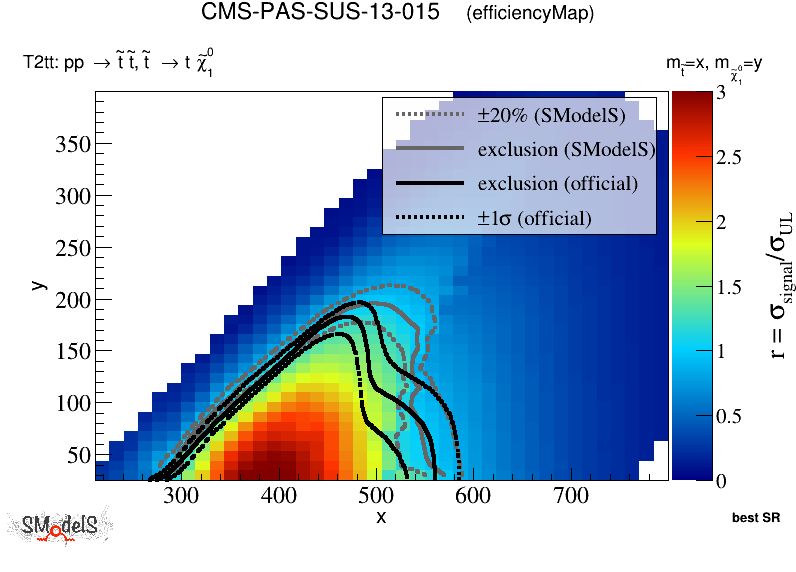 CMS-PAS-SUS-13-015 (efficiencyMap)
T2tt: pp → t̃ t̃, t̃ → t χ̃⁰₁
m_t̃=x, m_χ̃⁰₁=y
±20% (SModelS)
exclusion (SModelS)
exclusion (official)
±1σ (official)
y
350
300
250
200
150
100
50
300
400
500
600
700
x
3
2.5
2
1.5
1
0.5
0
r = σ_signal/σ_UL
SModelS
best SR